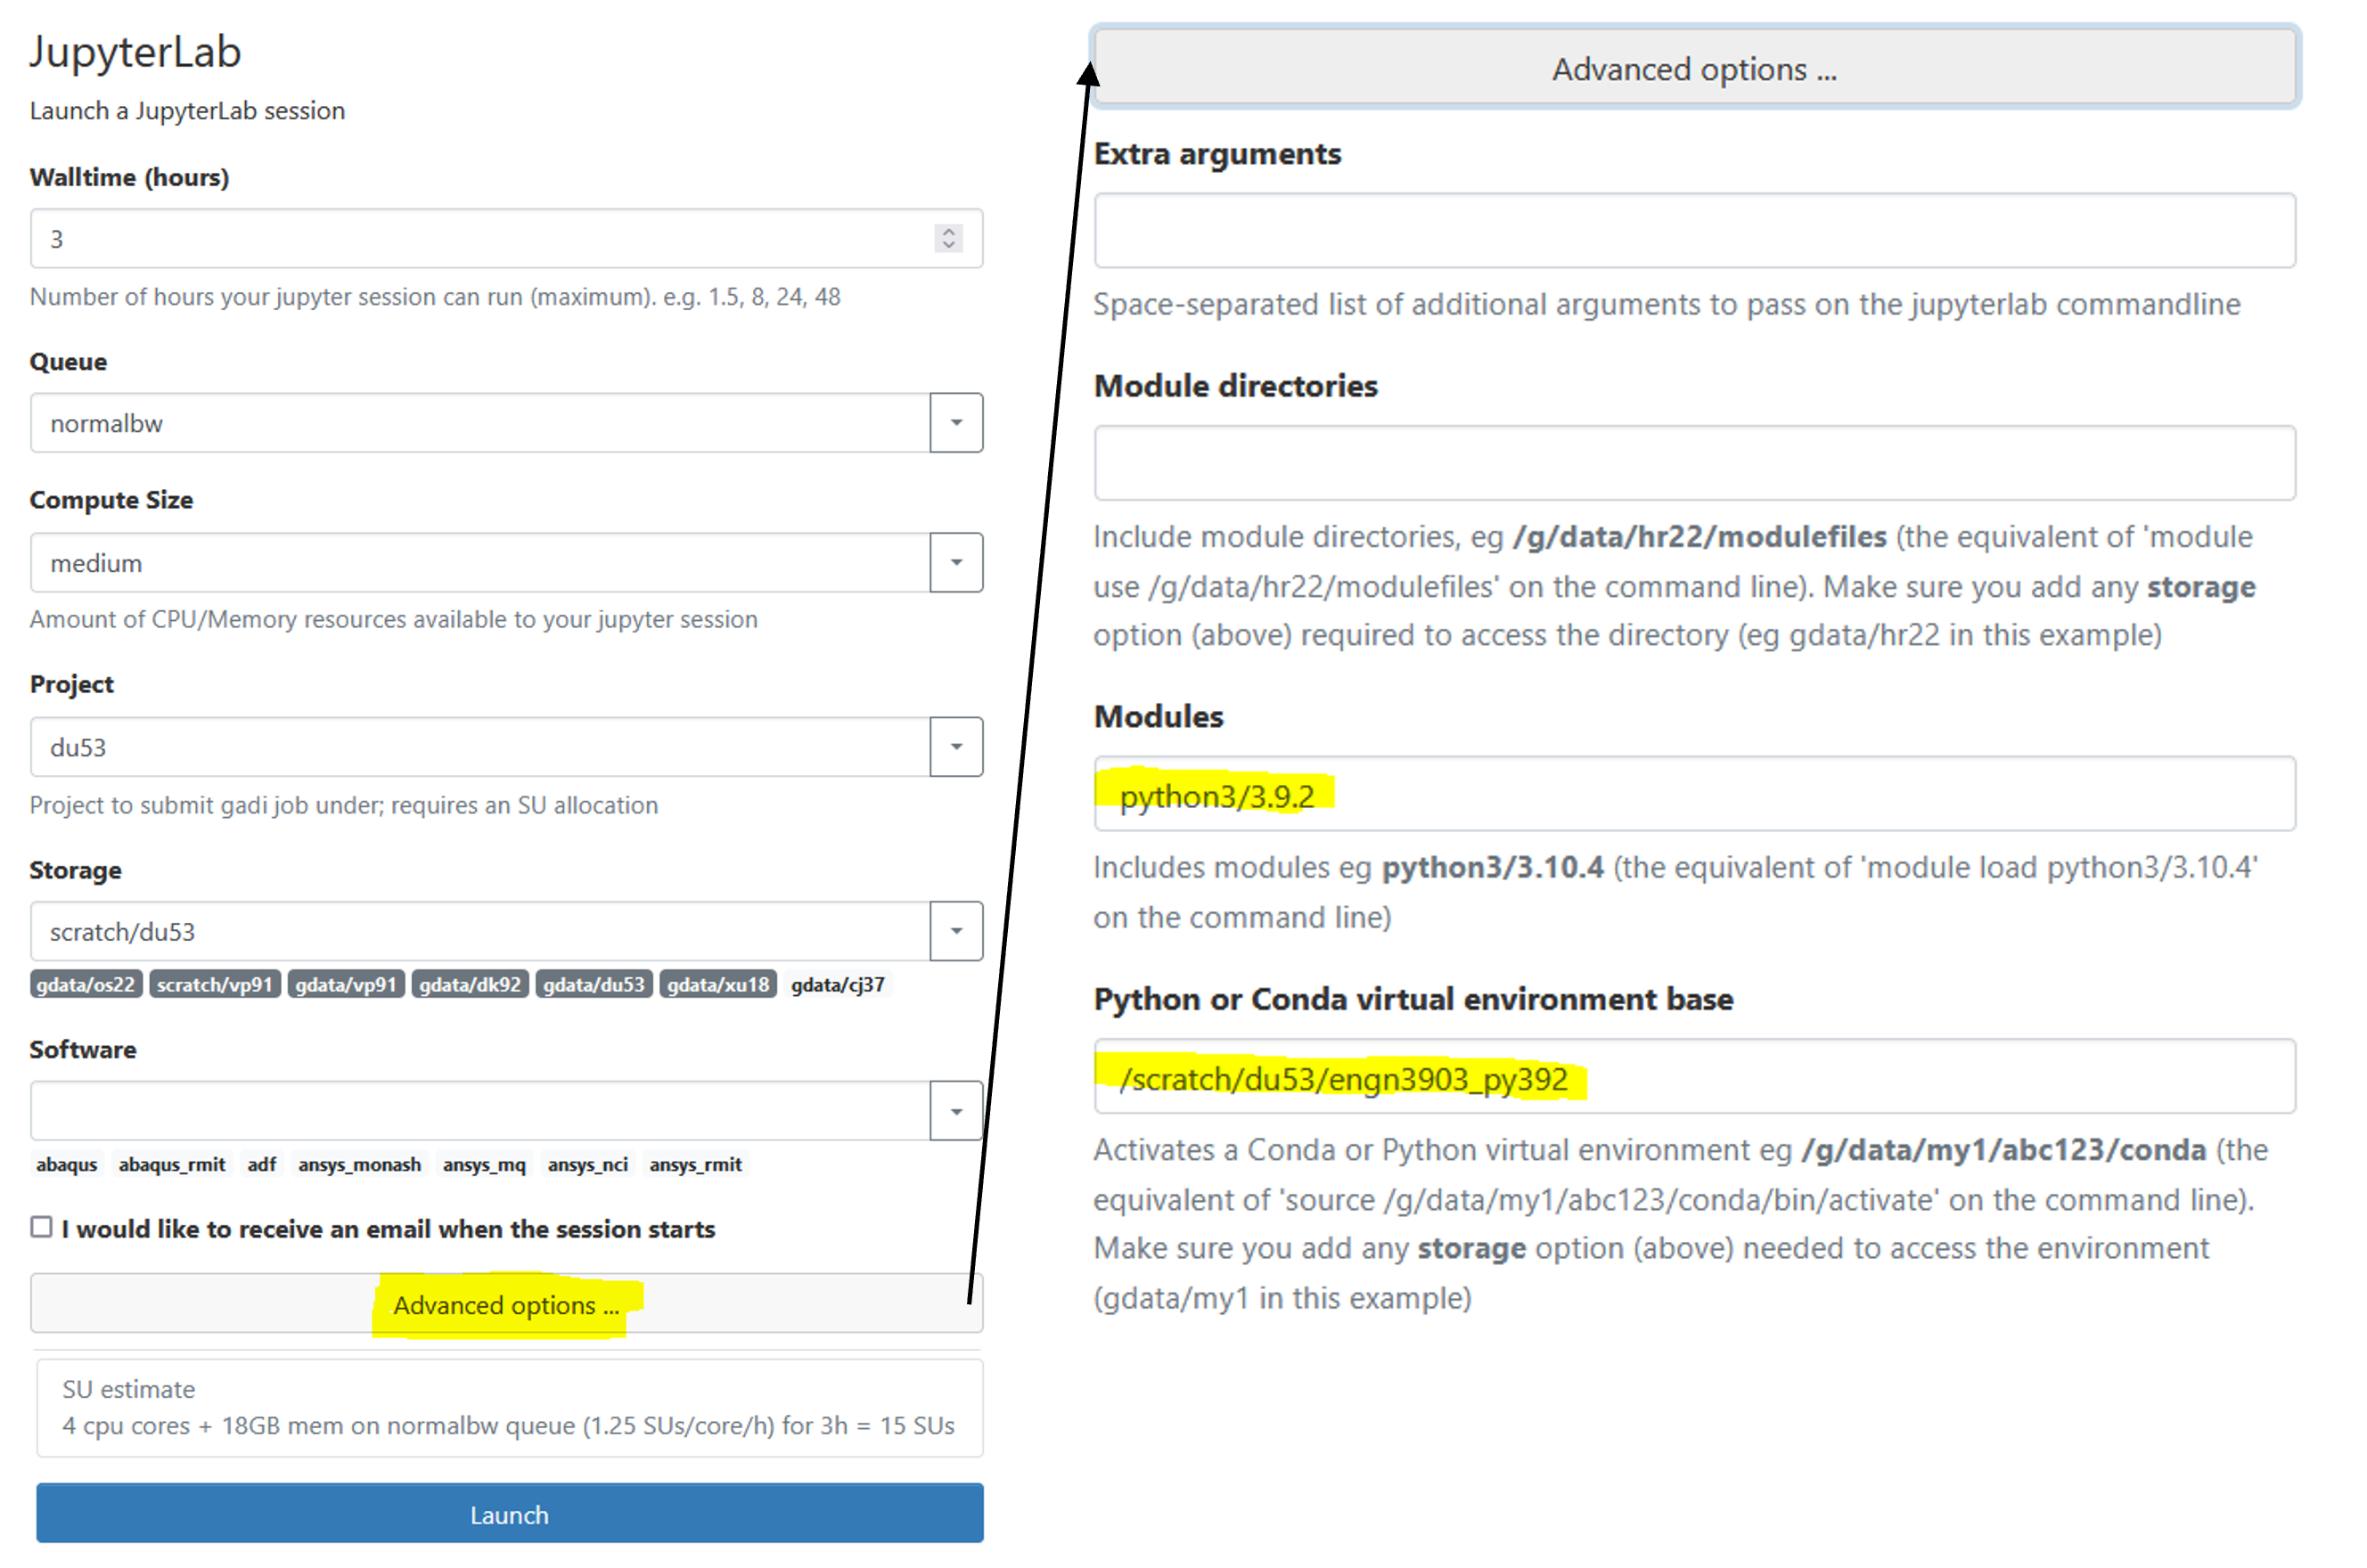 JupyterLab
Launch a JupyterLab session
Walltime (hours)
3
Number of hours your jupyter session can run (maximum). e.g. 1.5, 8, 24, 48
Queue
normalbw
Compute Size
medium
Amount of CPU/Memory resources available to your jupyter session
Project
du53
Project to submit gadi job under; requires an SU allocation
Storage
scratch/du53
gdata/os22 scratch/vp91 gdata/vp91 gdata/dk92 gdata/du53 gdata/xu18 gdata/cj37
Software
abaqus abaqus_rmit adf ansys_monash ansys_mq ansys_nci ansys_rmit
I would like to receive an email when the session starts
Advanced options ...
SU estimate
4 cpu cores + 18GB mem on normalbw queue (1.25 SUs/core/h) for 3h = 15 SUs
Launch
Advanced options ...
Extra arguments
Space-separated list of additional arguments to pass on the jupyterlab commandline
Module directories
Include module directories, eg /g/data/hr22/modulefiles (the equivalent of 'module
use /g/data/hr22/modulefiles' on the command line). Make sure you add any storage
option (above) required to access the directory (eg gdata/hr22 in this example)
Modules
python3/3.9.2
Includes modules eg python3/3.10.4 (the equivalent of 'module load python3/3.10.4'
on the command line)
Python or Conda virtual environment base
/scratch/du53/engn3903_py392
Activates a Conda or Python virtual environment eg /g/data/my1/abc123/conda (the
equivalent of 'source /g/data/my1/abc123/conda/bin/activate' on the command line).
Make sure you add any storage option (above) needed to access the environment
(gdata/my1 in this example)